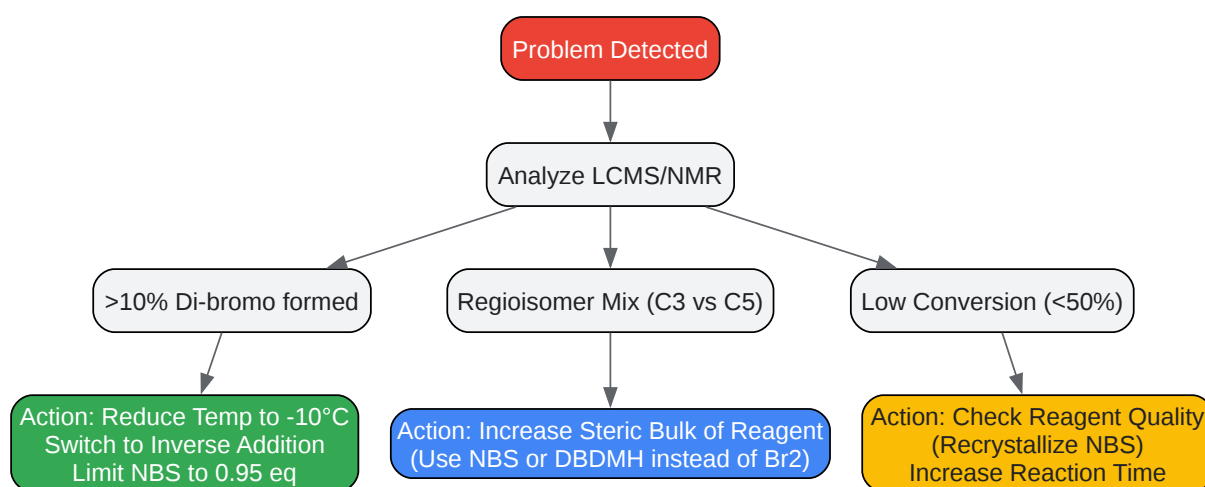 Problem Detected
Analyze LCMS/NMR
>10% Di-bromo formed
Regioisomer Mix (C3 vs C5)
Low Conversion (<50%)
Action: Reduce Temp to -10°C
Switch to Inverse Addition
Limit NBS to 0.95 eq
Action: Increase Steric Bulk of Reagent
(Use NBS or DBDMH instead of Br2)
Action: Check Reagent Quality
(Recrystallize NBS)
Increase Reaction Time